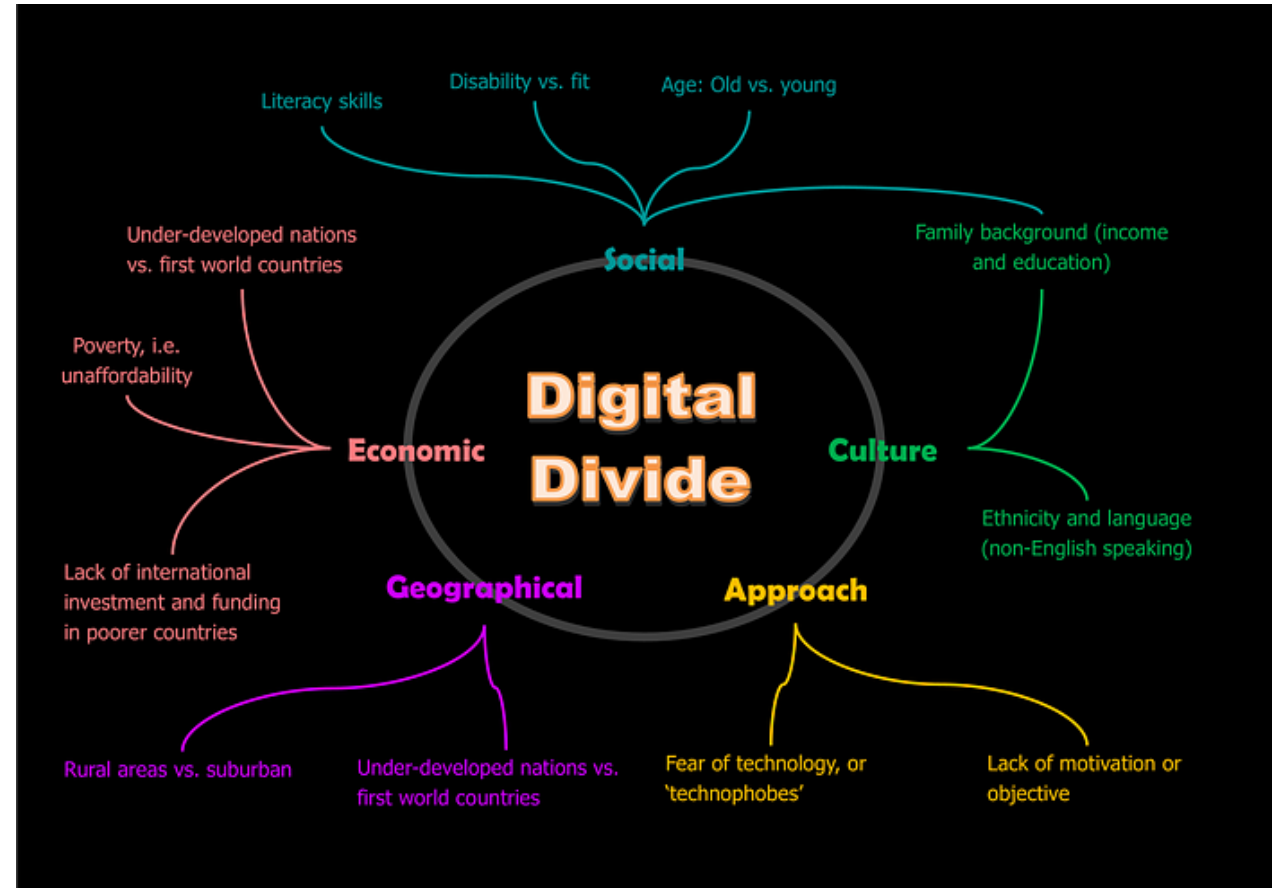 Literacy skills
Disability vs. fit
Age: Old vs. young
Social
Under-developed nations
vs. first world countries
Poverty, i.e.
unaffordability
Lack of international
investment and funding
in poorer countries
Economic
Digital
Divide
Culture
Family background (income
and education)
Ethnicity and language
(non-English speaking)
Geographical
Rural areas vs. suburban
Under-developed nations vs.
first world countries
Approach
Fear of technology, or
‘technophobes’
Lack of motivation or
objective